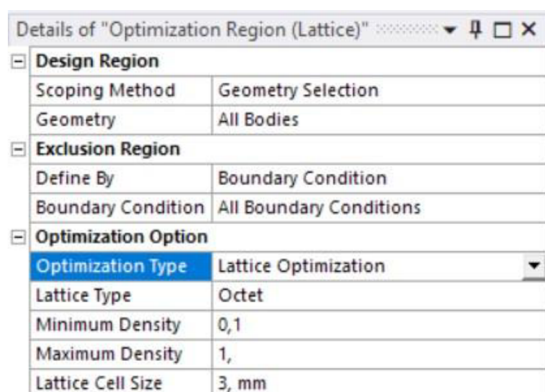 Details of "Optimization Region (Lattice)"
Design Region
Scoping Method Geometry Selection
Geometry All Bodies
Exclusion Region
Define By Boundary Condition
Boundary Condition All Boundary Conditions
Optimization Option
Optimization Type Lattice Optimization
Lattice Type Octet
Minimum Density 0,1
Maximum Density 1,
Lattice Cell Size 3, mm